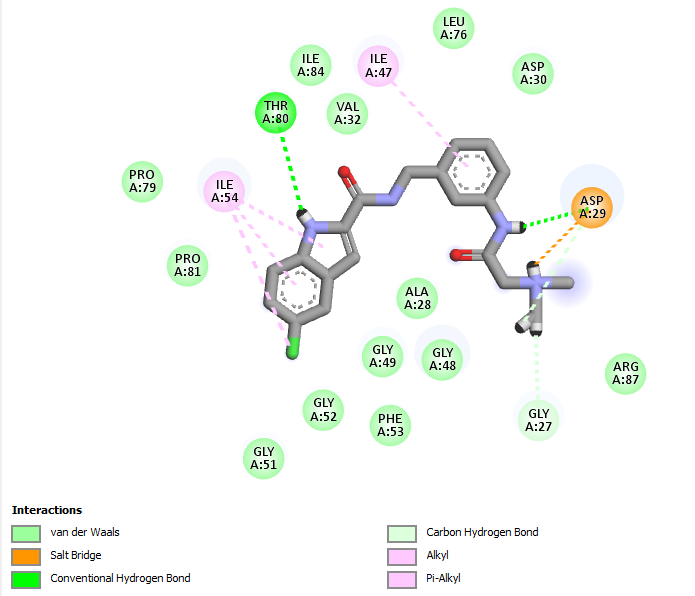 LEU
A:76
ILE
A:84
ILE
A:47
ASP
A:30
THR
A:80
VAL
A:32
PRO
A:79
ILE
A:54
ASP
A:29
PRO
A:81
ALA
A:28
GLY
A:49
GLY
A:48
ARG
A:87
GLY
A:52
PHE
A:53
GLY
A:27
GLY
A:51
Interactions
van der Waals
Salt Bridge
Conventional Hydrogen Bond
Carbon Hydrogen Bond
Alkyl
Pi-Alkyl